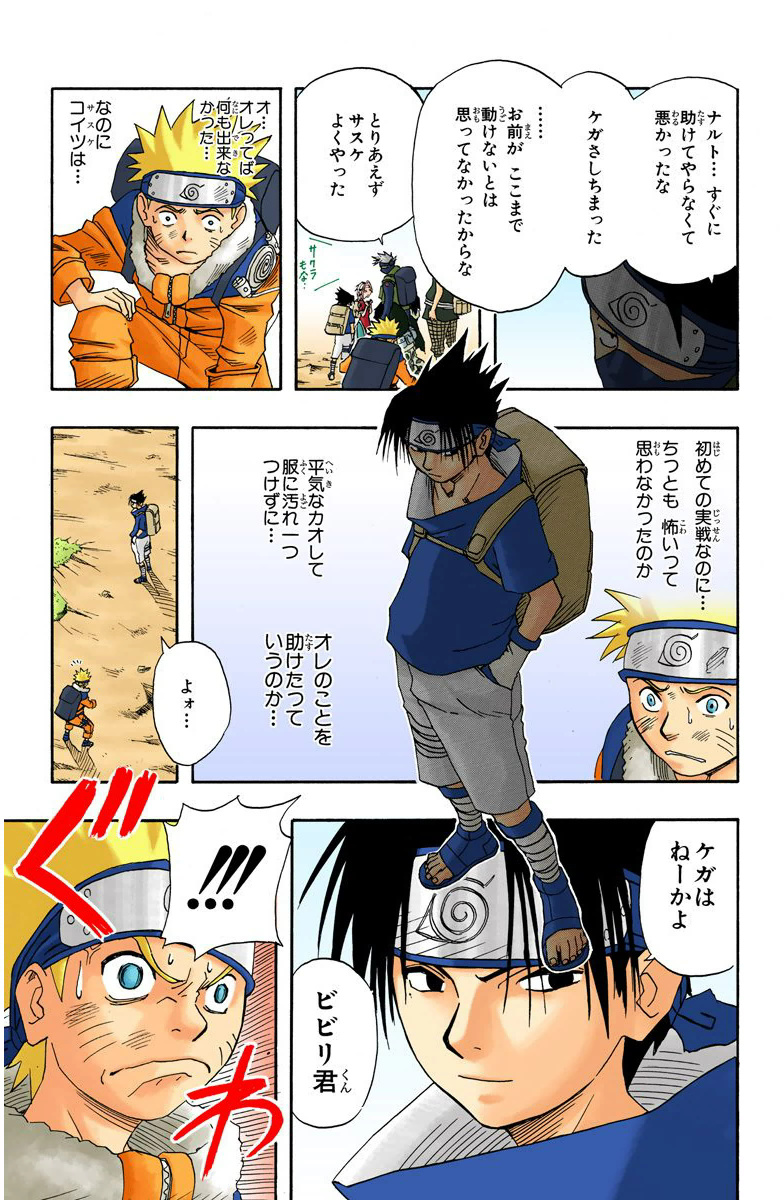 ナルト…すぐに
助けてやらなくて
悪かったな
ケガさしちまった
……
お前が ここまで
動けないとは
思ってなかったからな
とりあえず
サスケ
よくやった
サクラ
もな…
オ…
オレってば
何も出来な
かった…
なのに
コイツは…
初めての実戦なのに…
ちっとも 怖いって
思わなかったのか
平気なカオして
服に汚れ一つ
つけずに…
オレのことを
助けたって
いうのか…
よォ…
ケガは
ねーかよ
ビビリ君
!!!!
ぐ
わ